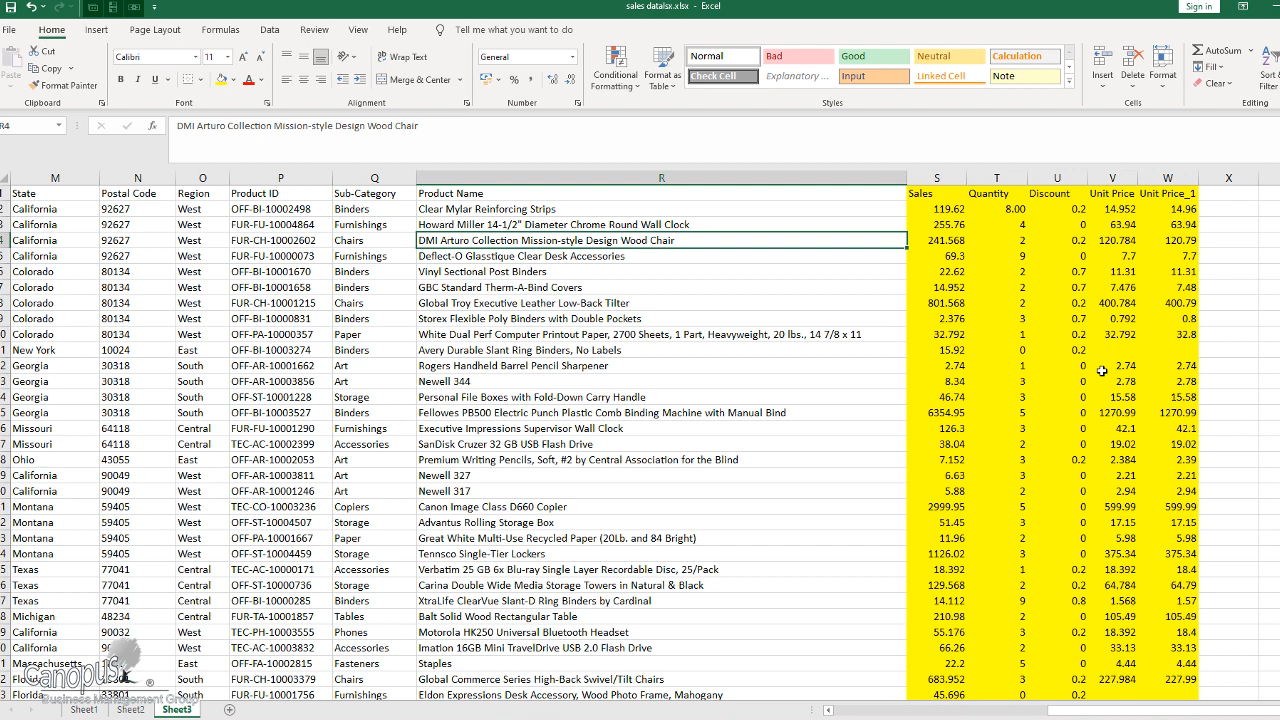 sales datalsx.xlsx - Excel
Sign in
File Home Insert Page Layout Formulas Data Review View Help Tell me what you want to do
Cut
Copy
Format Painter
Paste
Clipboard
Calibri 11
Font
Wrap Text
Merge & Center
Alignment
General
Number
Conditional Formatting
Format as Table
Normal Bad Good Neutral Calculation
Check Cell Explanatory ... Input Linked Cell Note
Styles
Insert Delete Format
Cells
AutoSum
Fill
Clear
Editing
R4
DMI Arturo Collection Mission-style Design Wood Chair
M N O P Q R S T U V W X
State Postal Code Region Product ID Sub-Category Product Name Sales Quantity Discount Unit Price Unit Price_1
California 92627 West OFF-BI-10002498 Binders Clear Mylar Reinforcing Strips 119.62 8.00 0.2 14.952 14.96
California 92627 West FUR-FU-10004864 Furnishings Howard Miller 14-1/2" Diameter Chrome Round Wall Clock 255.76 4 0 63.94 63.94
California 92627 West FUR-CH-10002602 Chairs DMI Arturo Collection Mission-style Design Wood Chair 241.568 2 0.2 120.784 120.79
California 92627 West FUR-FU-10000073 Furnishings Deflect-O Glasstique Clear Desk Accessories 69.3 9 0 7.7 7.7
Colorado 80134 West OFF-BI-10001670 Binders Vinyl Sectional Post Binders 22.62 2 0.7 11.31 11.31
Colorado 80134 West OFF-BI-10001658 Binders GBC Standard Therm-A-Bind Covers 14.952 2 0.7 7.476 7.48
Colorado 80134 West FUR-CH-10001215 Chairs Global Troy Executive Leather Low-Back Tilter 801.568 2 0.2 400.784 400.79
Colorado 80134 West OFF-BI-10001078 Binders Storex Flexible Poly Binders with Double Pockets 2.376 3 0.7 0.792 0.8
Colorado 80134 West OFF-PA-10000357 Paper White Dual Perf Computer Printout Paper, 2700 Sheets, 1 Part, Heavyweight, 20 lbs., 14 7/8 x 11 32.792 1 0.2 32.792 32.8
New York 10024 East OFF-BI-10003274 Binders Avery Durable Slant Ring Binders, No Labels 15.92 0 0.2
Georgia 30318 South OFF-AR-10001662 Art Rogers Handheld Barrel Pencil Sharpener 2.74 1 0 2.74 2.74
Georgia 30318 South OFF-AR-10003856 Art Newell 344 8.34 3 0 2.78 2.78
Georgia 30318 South OFF-ST-10004804 Storage Personal File Boxes with Fold-Down Carry Handle 46.74 3 0 15.58 15.58
Georgia 30318 South OFF-BI-10003527 Binders Fellowes PB500 Electric Punch Plastic Comb Binding Machine with Manual Bind 6354.95 5 0 1270.99 1270.99
Missouri 64118 Central FUR-FU-10001290 Furnishings Executive Impressions Supervisor Wall Clock 126.3 3 0 42.1 42.1
Missouri 64118 Central TEC-AC-10002399 Accessories SanDisk Cruzer 32 GB USB Flash Drive 38.04 2 0 19.02 19.02
Ohio 43055 East OFF-AR-10002053 Art Premium Writing Pencils, Soft, #2 by Central Association for the Blind 7.152 3 0.2 2.384 2.39
California 90049 West OFF-AR-10003811 Art Newell 327 6.63 3 0 2.21 2.21
California 90049 West OFF-AR-10001246 Art Newell 317 5.88 2 0 2.94 2.94
Montana 59405 West TEC-CO-10003236 Copiers Canon Image Class D660 Copier 2999.95 5 0 599.99 599.99
Montana 59405 West OFF-ST-10004507 Storage Advantus Rolling Storage Box 51.45 3 0 17.15 17.15
Montana 59405 West OFF-PA-10001667 Paper Great White Multi-Use Recycled Paper (20Lb. and 84 Bright) 11.96 2 0 5.98 5.98
Montana 59405 West OFF-ST-10004459 Storage Tennsco Single-Tier Lockers 1126.02 3 0 375.34 375.34
Texas 77041 Central TEC-AC-10000171 Accessories Verbatim 25 GB 6x Blu-ray Single Layer Recordable Disc, 25/Pack 18.392 1 0.2 18.392 18.4
Texas 77041 Central OFF-ST-10000736 Storage Carina Double Wide Media Storage Towers in Natural & Black 129.568 2 0.2 64.784 64.79
Texas 77041 Central OFF-BI-10000285 Binders XtraLife ClearVue Slant-D Ring Binders by Cardinal 14.112 9 0.8 1.568 1.57
Michigan 48234 Central FUR-TA-10001857 Tables Balt Solid Wood Rectangular Table 210.98 2 0 105.49 105.49
California 90032 West TEC-PH-10003555 Phones Motorola HK250 Universal Bluetooth Headset 55.176 3 0.2 18.392 18.4
California West TEC-AC-10003832 Accessories Imation 16GB Mini TravelDrive USB 2.0 Flash Drive 66.26 2 0 33.13 33.13
Massachusetts East OFF-FA-10002815 Fasteners Staples 22.2 5 0 4.44 4.44
South FUR-CH-10003379 Chairs Global Commerce Series High-Back Swivel/Tilt Chairs 683.952 3 0.2 227.984 227.99
Florida 33801 South FUR-FU-10001756 Furnishings Eldon Expressions Desk Accessory, Wood Photo Frame, Mahogany 45.696 0 0.2
canopus ®
Business Management Group
Sheet1 Sheet2 Sheet3